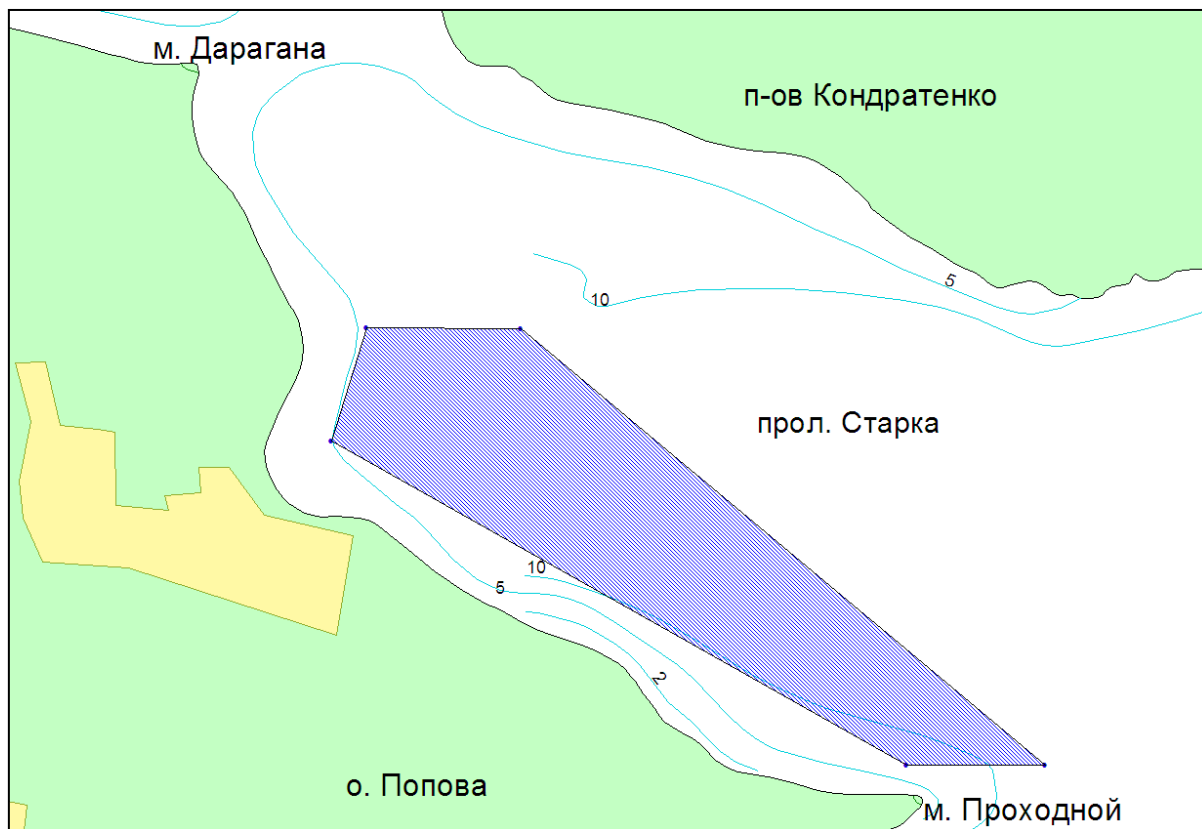 м. Дарагана
п-ов Кондратенко
5
10
прол. Старка
10
5
2
о. Попова
м. Проходной